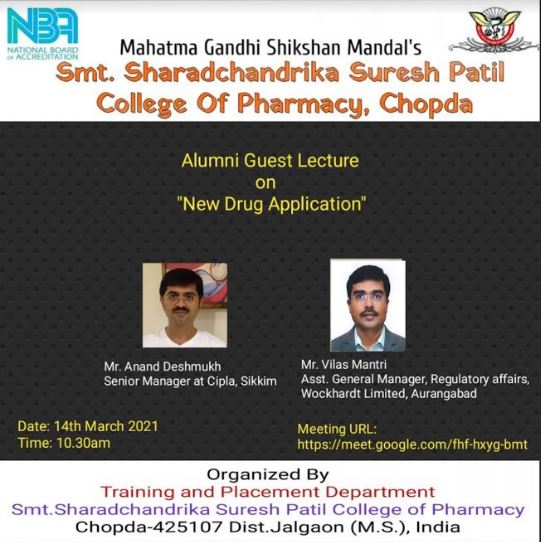 NBA
NATIONAL BOARD
OF ACCREDITATION
Mahatma Gandhi Shikshan Mandal's
Smt. Sharadchandrika Suresh Patil
College Of Pharmacy, Chopda
Alumni Guest Lecture
on
"New Drug Application"
Mr. Anand Deshmukh
Senior Manager at Cipla, Sikkim
Mr. Vilas Mantri
Asst. General Manager, Regulatory affairs,
Wockhardt Limited, Aurangabad
Date: 14th March 2021
Time: 10.30am
Meeting URL:
https://meet.google.com/fhf-hxyg-bmt
Organized By
Training and Placement Department
Smt.Sharadchandrika Suresh Patil College of Pharmacy
Chopda-425107 Dist.Jalgaon (M.S.), India